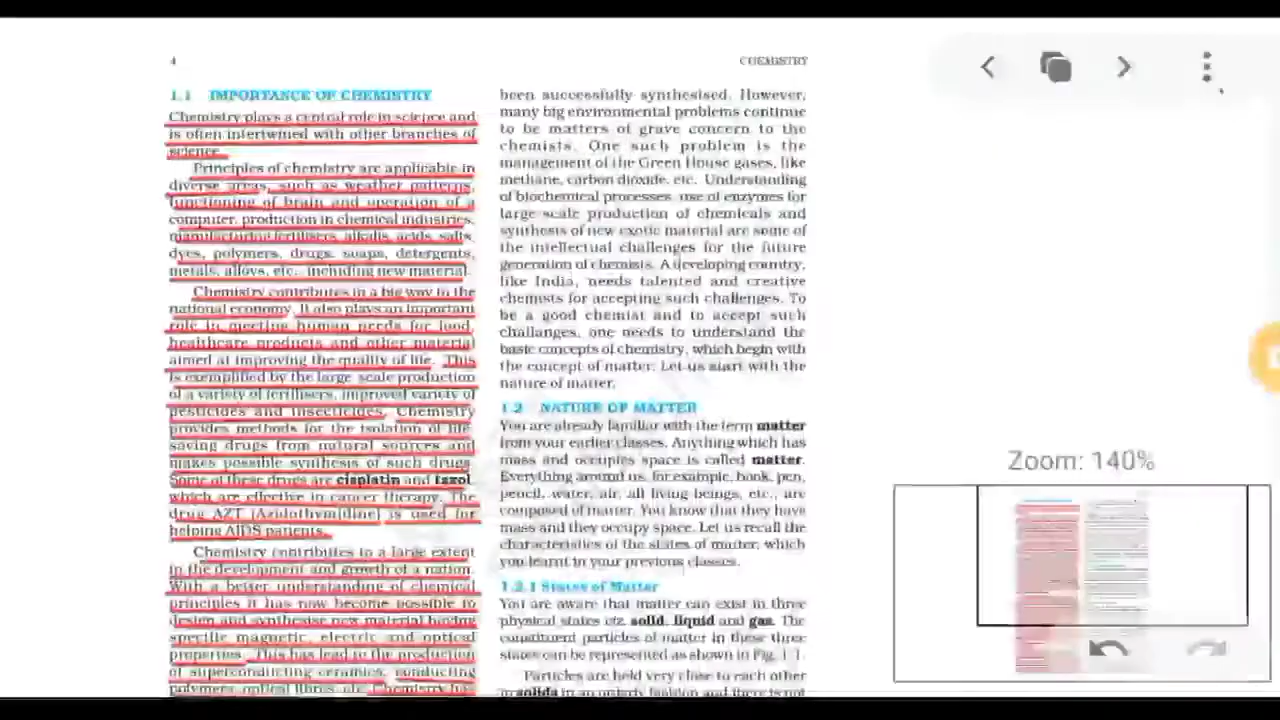 4
CHEMISTRY
1.1 IMPORTANCE OF CHEMISTRY
Chemistry plays a central role in science and
is often intertwined with other branches of
science.
Principles of chemistry are applicable in
diverse areas, such as weather patterns,
functioning of brain and operation of a
computer, production in chemical industries,
manufacturing fertilisers, alkalis, acids, salts,
dyes, polymers, drugs, soaps, detergents,
metals, alloys, etc., including new material.
Chemistry contributes in a big way to the
national economy. It also plays an important
role in meeting human needs for food,
healthcare products and other material
aimed at improving the quality of life. This
is exemplified by the large scale production
of a variety of fertilisers, improved variety of
pesticides and insecticides. Chemistry
provides methods for the isolation of life
saving drugs from natural sources and
makes possible synthesis of such drugs.
Some of these drugs are cisplatin and taxol,
which are effective in cancer therapy. The
drug AZT (Azidothymidine) is used for
helping AIDS patients.
Chemistry contributes to a large extent
in the development and growth of a nation.
With a better understanding of chemical
principles it has now become possible to
design and synthesise new material having
specific magnetic, electric and optical
properties. This has lead to the production
of superconducting ceramics, conducting
polymers, optical fibres, etc. Chemistry has
been successfully synthesised. However,
many big environmental problems continue
to be matters of grave concern to the
chemists. One such problem is the
management of the Green House gases, like
methane, carbon dioxide, etc. Understanding
of biochemical processes, use of enzymes for
large-scale production of chemicals and
synthesis of new exotic material are some of
the intellectual challenges for the future
generation of chemists. A developing country,
like India, needs talented and creative
chemists for accepting such challenges. To
be a good chemist and to accept such
challanges, one needs to understand the
basic concepts of chemistry, which begin with
the concept of matter. Let us start with the
nature of matter.
1.2 NATURE OF MATTER
You are already familiar with the term matter
from your earlier classes. Anything which has
mass and occupies space is called matter.
Everything around us, for example, book, pen,
pencil, water, air, all living beings, etc., are
composed of matter. You know that they have
mass and they occupy space. Let us recall the
characteristics of the states of matter, which
you learnt in your previous classes.
1.2.1 States of Matter
You are aware that matter can exist in three
physical states viz. solid, liquid and gas. The
constituent particles of matter in these three
states can be represented as shown in Fig. 1.1.
Particles are held very close to each other
in solids in an orderly fashion and there is not
Zoom: 140%